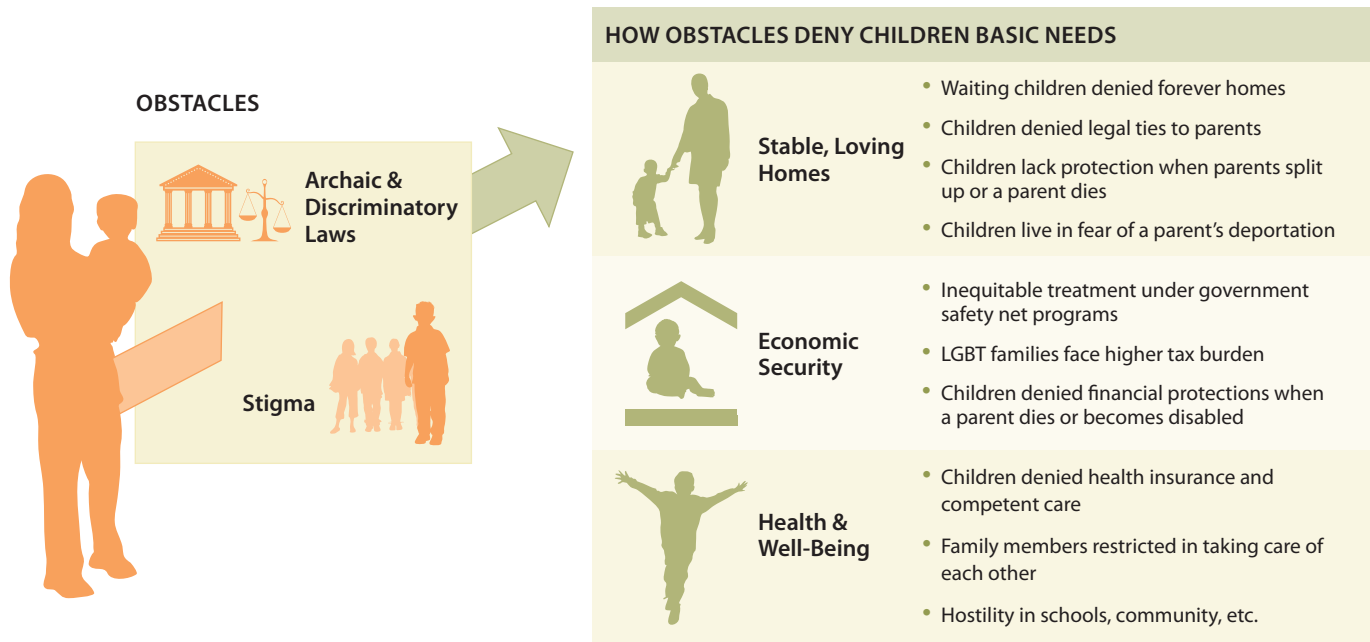 OBSTACLES
Archaic &
Discriminatory
Laws
Stigma
HOW OBSTACLES DENY CHILDREN BASIC NEEDS
Stable, Loving
Homes
• Waiting children denied forever homes
• Children denied legal ties to parents
• Children lack protection when parents split
up or a parent dies
• Children live in fear of a parent’s deportation
Economic
Security
• Inequitable treatment under government
safety net programs
• LGBT families face higher tax burden
• Children denied financial protections when
a parent dies or becomes disabled
Health &
Well-Being
• Children denied health insurance and
competent care
• Family members restricted in taking care of
each other
• Hostility in schools, community, etc.